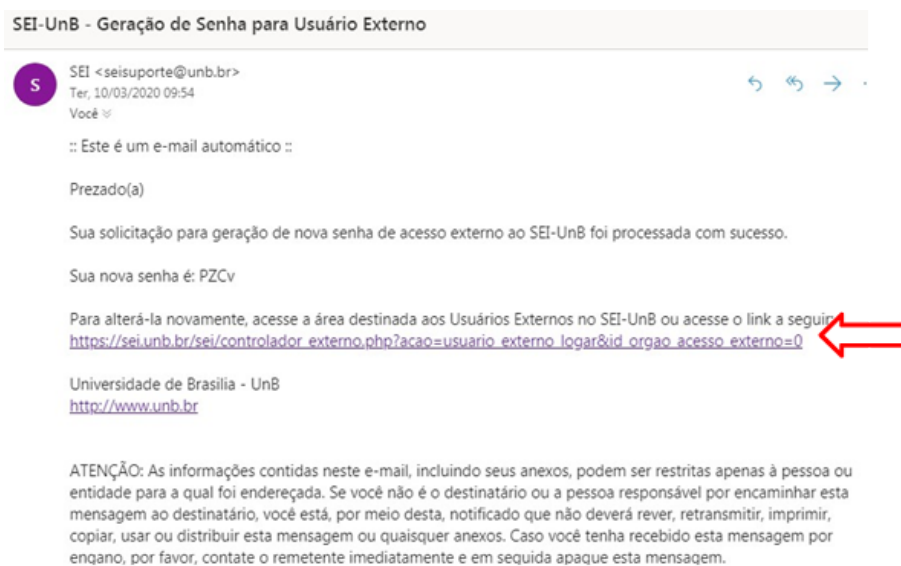 SEI-UnB - Geração de Senha para Usuário Externo
S
SEI <seisuporte@unb.br>
Ter, 10/03/2020 09:54
Você
:: Este é um e-mail automático ::
Prezado(a)
Sua solicitação para geração de nova senha de acesso externo ao SEI-UnB foi processada com sucesso.
Sua nova senha é: PZCv
Para alterá-la novamente, acesse a área destinada aos Usuários Externos no SEI-UnB ou acesse o link a seguir
https://sei.unb.br/sei/controlador_externo.php?acao=usuario_externo_logar&id_orgao_acesso_externo=0
Universidade de Brasilia - UnB
http://www.unb.br
ATENÇÃO: As informações contidas neste e-mail, incluindo seus anexos, podem ser restritas apenas à pessoa ou
entidade para a qual foi endereçada. Se você não é o destinatário ou a pessoa responsável por encaminhar esta
mensagem ao destinatário, você está, por meio desta, notificado que não deverá rever, retransmitir, imprimir,
copiar, usar ou distribuir esta mensagem ou quaisquer anexos. Caso você tenha recebido esta mensagem por
engano, por favor, contate o remetente imediatamente e em seguida apague esta mensagem.